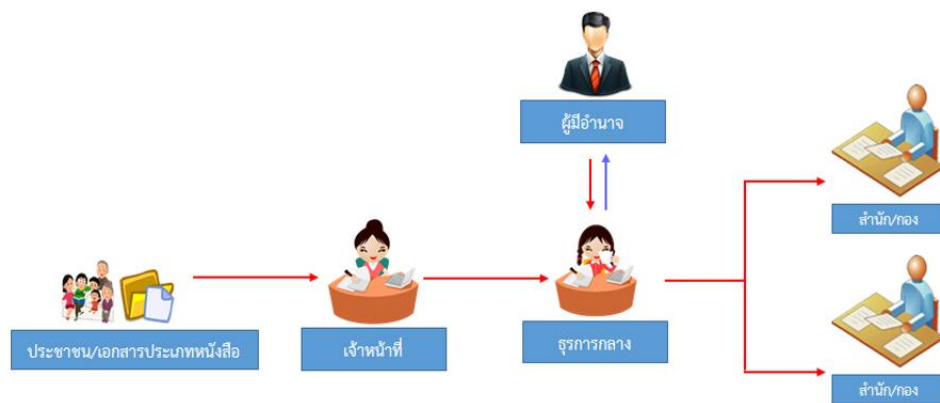 ผู้มีอำนาจ
สำนัก/กอง
ประชาชน/เอกสารประเภทหนังสือ
เจ้าหน้าที่
ธุรการกลาง
สำนัก/กอง